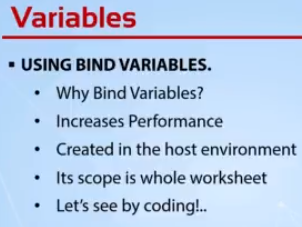 Variables
▪ USING BIND VARIABLES.
• Why Bind Variables?
• Increases Performance
• Created in the host environment
• Its scope is whole worksheet
• Let's see by coding!..